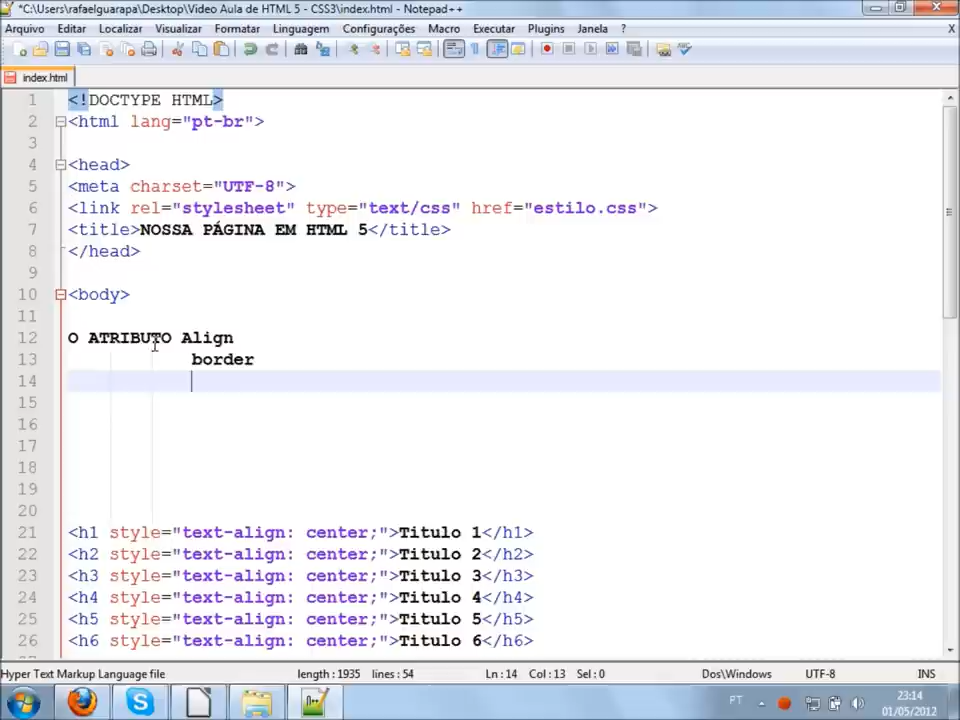 *C:\Users\rafaelguarapa\Desktop\Video Aula de HTML 5 - CSS3\index.html - Notepad++
Arquivo Editar Localizar Visualizar Formatar Linguagem Configurações Macro Executar Plugins Janela ? X
index.html
1 <!DOCTYPE HTML>
2 <html lang="pt-br">
3
4 <head>
5 <meta charset="UTF-8">
6 <link rel="stylesheet" type="text/css" href="estilo.css">
7 <title>NOSSA PÁGINA EM HTML 5</title>
8 </head>
9
10 <body>
11
12 O ATRIBUTO Align
13 border
14
15
16
17
18
19
20
21 <h1 style="text-align: center;">Titulo 1</h1>
22 <h2 style="text-align: center;">Titulo 2</h2>
23 <h3 style="text-align: center;">Titulo 3</h3>
24 <h4 style="text-align: center;">Titulo 4</h4>
25 <h5 style="text-align: center;">Titulo 5</h5>
26 <h6 style="text-align: center;">Titulo 6</h6>
Hyper Text Markup Language file length : 1935 lines : 54 Ln : 14 Col : 13 Sel : 0 Dos\Windows UTF-8 INS
PT 23:14
01/05/2012